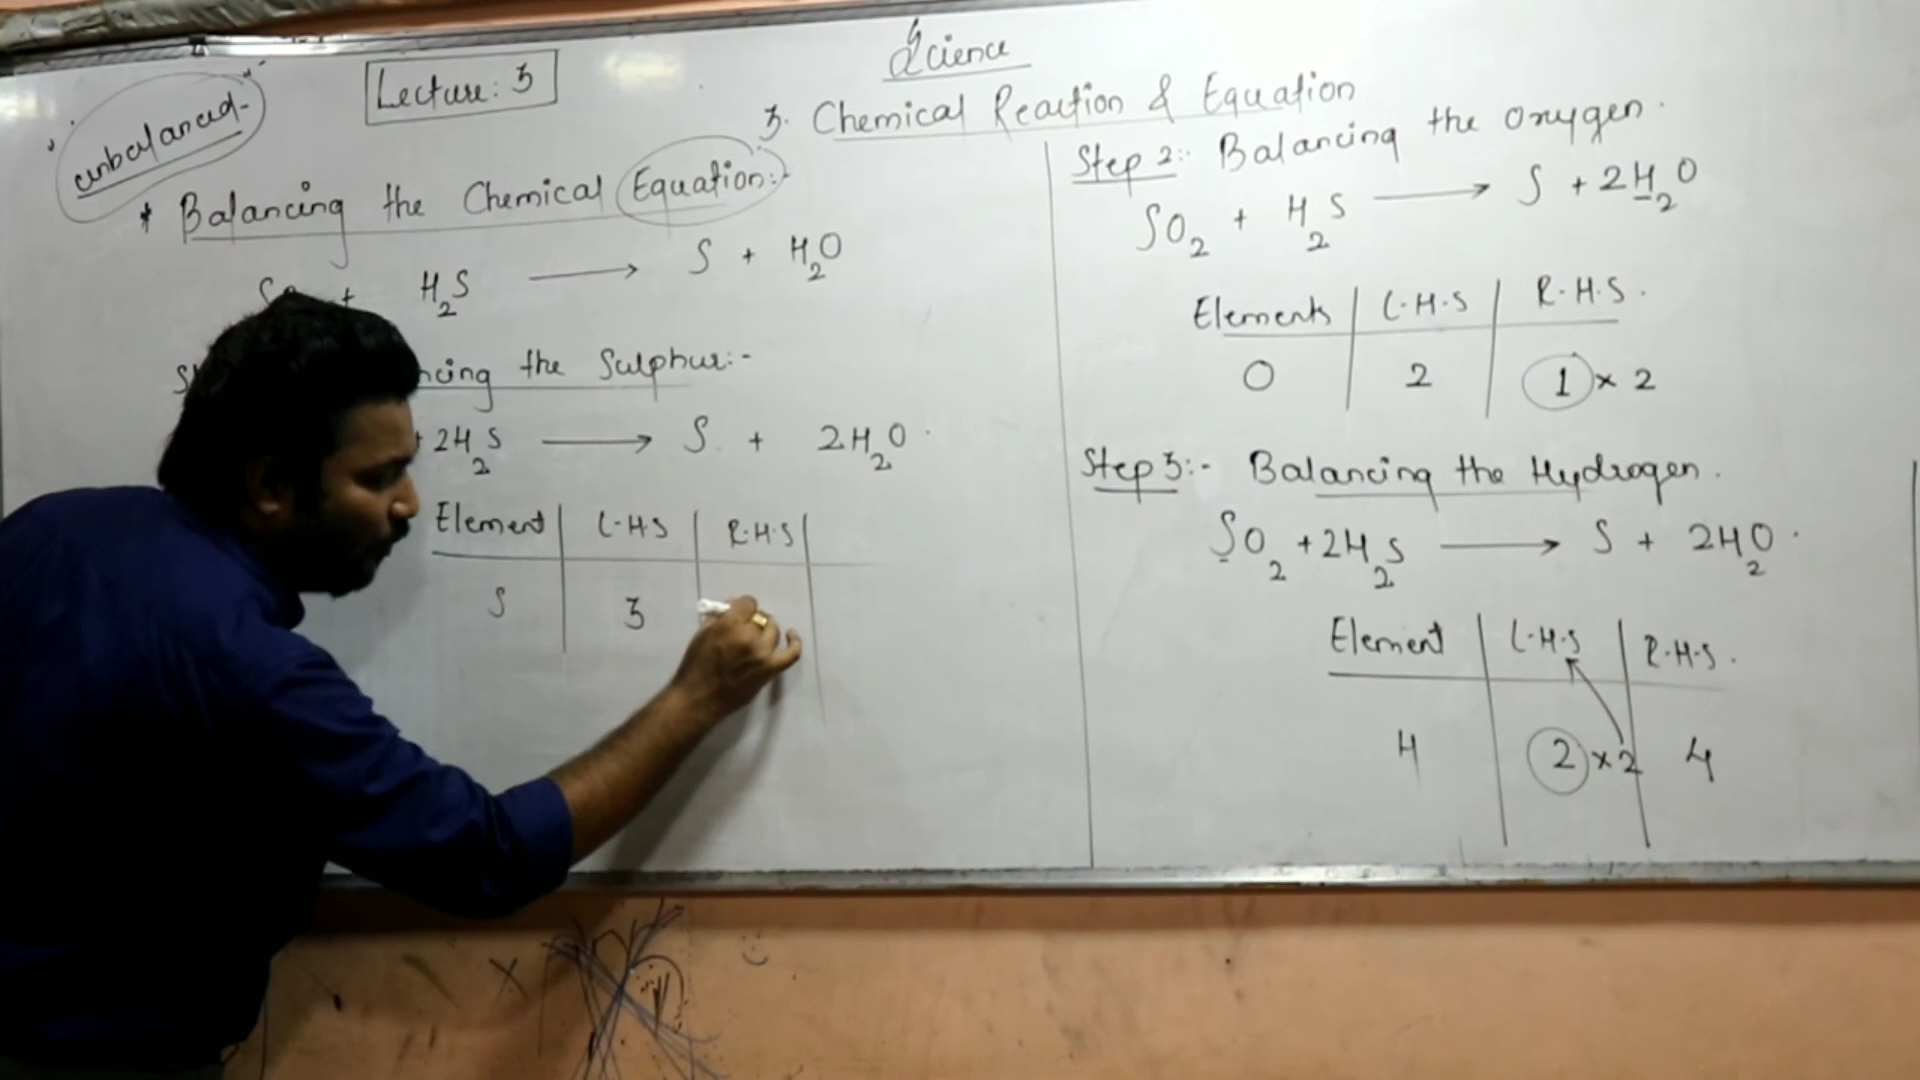 Science
Lecture: 3
3. Chemical Reaction & Equation
unbalanced
* Balancing the Chemical Equation:-
+ H2S ⟶ S + H2O
the Sulphur:-
+ 2H2S ⟶ S + 2H2O.
Element | L.H.S | R.H.S |
S | 3
Step 2:- Balancing the Oxygen.
SO2 + H2S ⟶ S + 2H2O
Elements | L.H.S | R.H.S.
O | 2 | 1 × 2
Step 3:- Balancing the Hydrogen.
SO2 + 2H2S ⟶ S + 2H2O.
Element | L.H.S | R.H.S.
H | 2 × 2 | 4